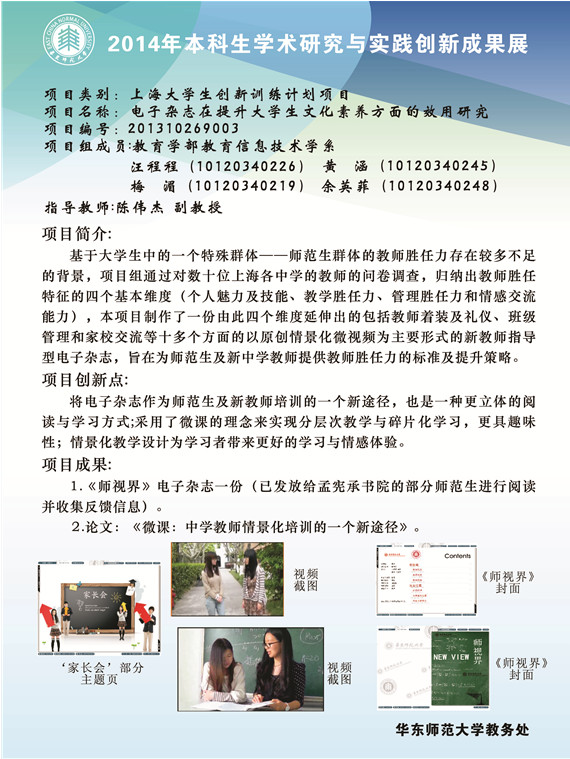 EAST CHINA NORMAL UNIVERSITY
2014年本科生学术研究与实践创新成果展
项目类别：上海大学生创新训练计划项目
项目名称：电子杂志在提升大学生文化素养方面的效用研究
项目编号：201310269003
项目组成员:教育学部教育信息技术学系
汪程程（10120340226） 黄 涵（10120340245）
梅 湄（10120340219） 余英菲（10120340248）
指导教师:陈伟杰 副教授
项目简介:
基于大学生中的一个特殊群体——师范生群体的教师胜任力存在较多不足
的背景，项目组通过对数十位上海各中学的教师的问卷调查，归纳出教师胜任
特征的四个基本维度（个人魅力及技能、教学胜任力、管理胜任力和情感交流
能力），本项目制作了一份由此四个维度延伸出的包括教师着装及礼仪、班级
管理和家校交流等十多个方面的以原创情景化微视频为主要形式的新教师指导
型电子杂志，旨在为师范生及新中学教师提供教师胜任力的标准及提升策略。
项目创新点:
将电子杂志作为师范生及新教师培训的一个新途径，也是一种更立体的阅
读与学习方式;采用了微课的理念来实现分层次教学与碎片化学习，更具趣味
性；情景化教学设计为学习者带来更好的学习与情感体验。
项目成果:
1.《师视界》电子杂志一份（已发放给孟宪承书院的部分师范生进行阅读
并收集反馈信息）。
2.论文：《微课：中学教师情景化培训的一个新途径》。
家长会
‘家长会’部分
主题页
视频
截图
视频
截图
Contents
《师视界》
封面
师视界
NEW VIEW
《师视界》
封面
华东师范大学教务处